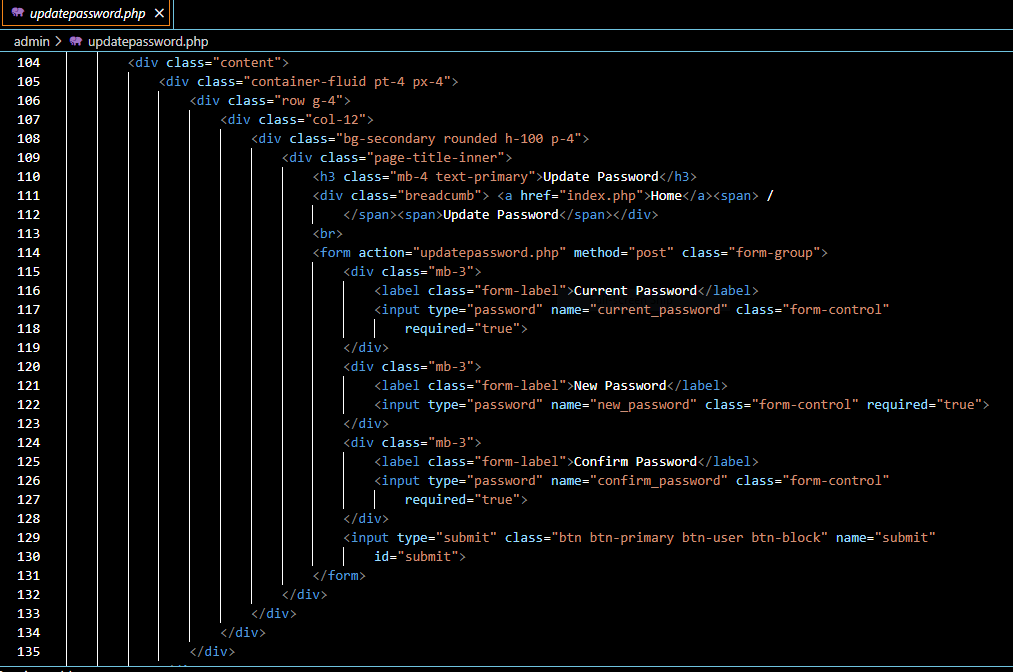 updatepassword.php
admin > updatepassword.php
104 <div class="content">
105 <div class="container-fluid pt-4 px-4">
106 <div class="row g-4">
107 <div class="col-12">
108 <div class="bg-secondary rounded h-100 p-4">
109 <div class="page-title-inner">
110 <h3 class="mb-4 text-primary">Update Password</h3>
111 <div class="breadcumb"> <a href="index.php">Home</a><span> /
112 </span><span>Update Password</span></div>
113 <br>
114 <form action="updatepassword.php" method="post" class="form-group">
115 <div class="mb-3">
116 <label class="form-label">Current Password</label>
117 <input type="password" name="current_password" class="form-control"
118 required="true">
119 </div>
120 <div class="mb-3">
121 <label class="form-label">New Password</label>
122 <input type="password" name="new_password" class="form-control" required="true">
123 </div>
124 <div class="mb-3">
125 <label class="form-label">Confirm Password</label>
126 <input type="password" name="confirm_password" class="form-control"
127 required="true">
128 </div>
129 <input type="submit" class="btn btn-primary btn-user btn-block" name="submit"
130 id="submit">
131 </form>
132 </div>
133 </div>
134 </div>
135 </div>